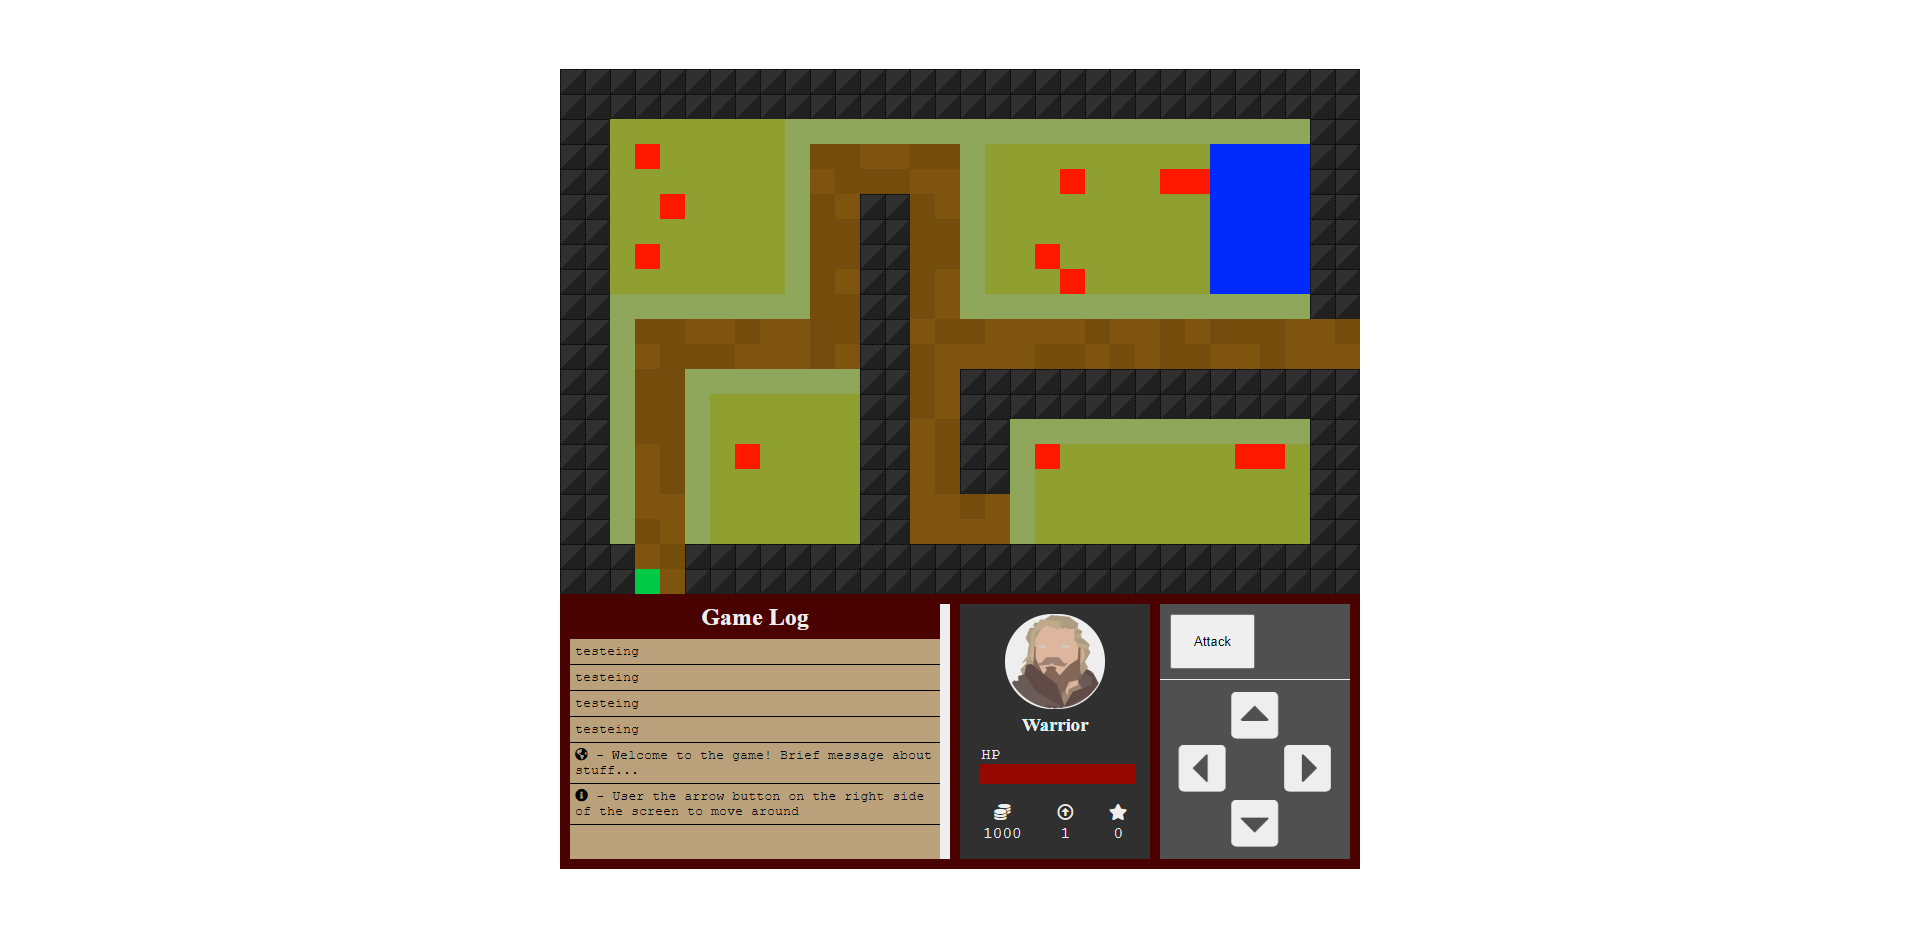 Game Log
testeing
testeing
testeing
testeing
- Welcome to the game! Brief message about
stuff...
- User the arrow button on the right side
of the screen to move around
Warrior
HP
1000 1 0
Attack